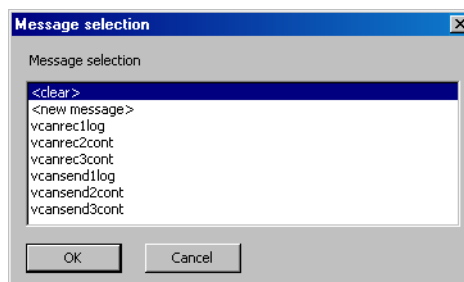 Message selection
Message selection
<clear>
<new message>
vcanrec1log
vcanrec2cont
vcanrec3cont
vcansend1log
vcansend2cont
vcansend3cont
OK Cancel